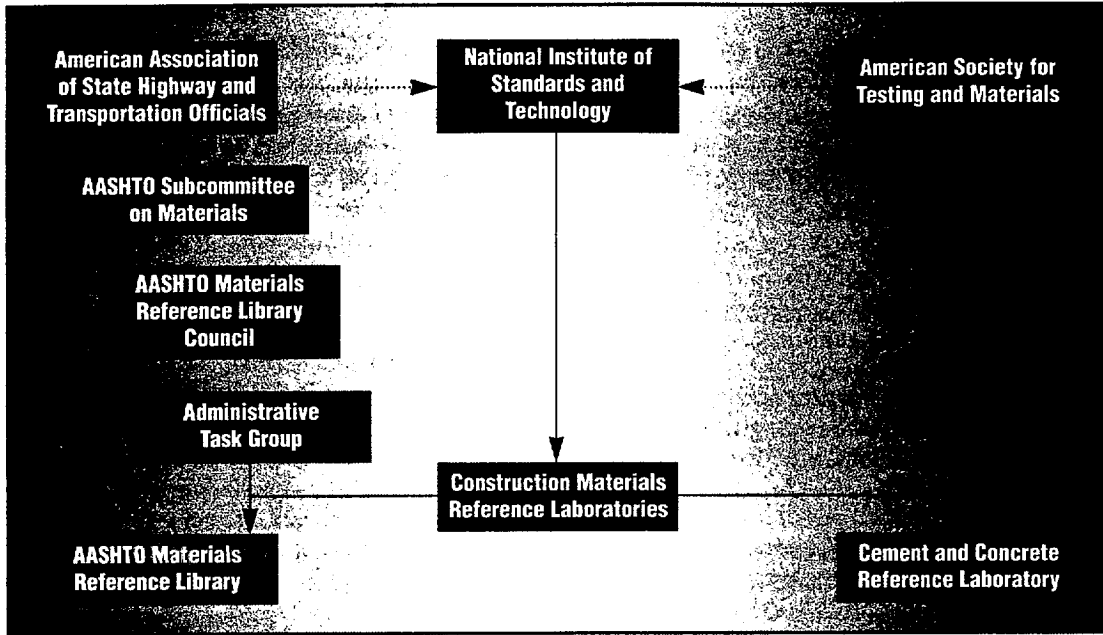 American Association
of State Highway and
Transportation Officials
National Institute of
Standards and
Technology
American Society for
Testing and Materials
AASHTO Subcommittee
on Materials
AASHTO Materials
Reference Library
Council
Administrative
Task Group
Construction Materials
Reference Laboratories
AASHTO Materials
Reference Library
Cement and Concrete
Reference Laboratory